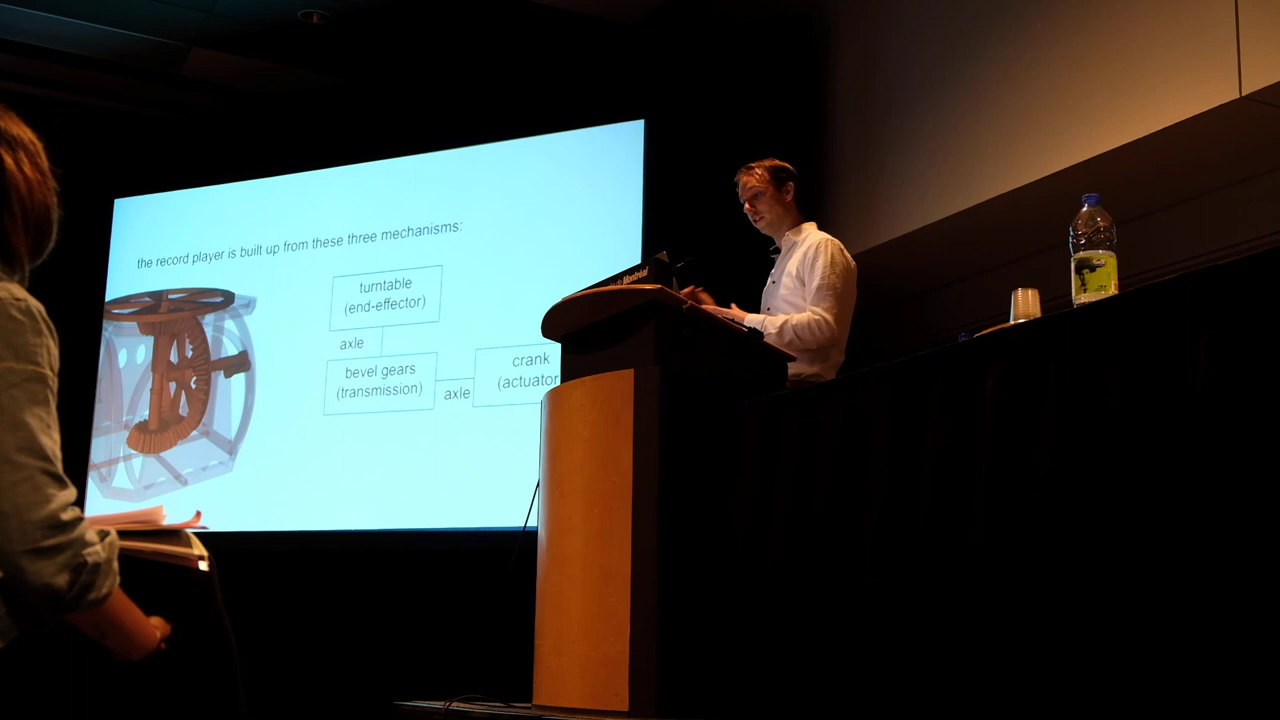 the record player is built up from these three mechanisms:
turntable
(end-effector)
axle
bevel gears
(transmission)
axle
crank
(actuator
Montréal